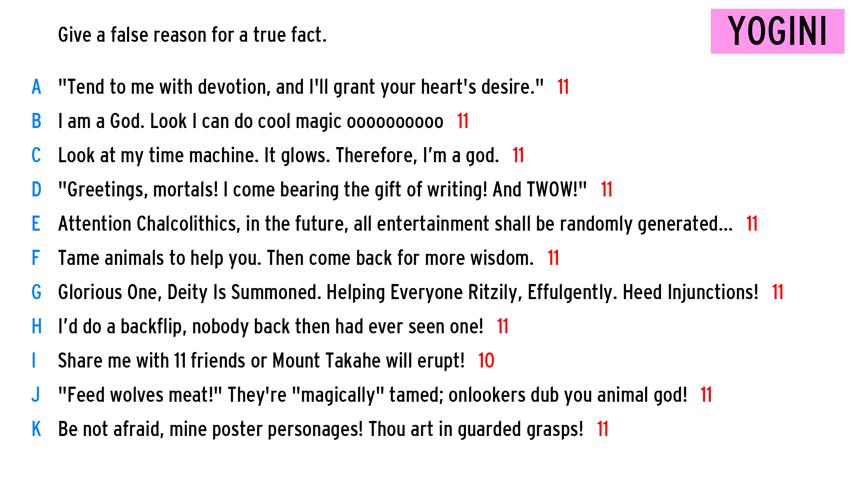 Give a false reason for a true fact.
YOGINI
A "Tend to me with devotion, and I'll grant your heart's desire." 11
B I am a God. Look I can do cool magic oooooooooo 11
C Look at my time machine. It glows. Therefore, I'm a god. 11
D "Greetings, mortals! I come bearing the gift of writing! And TWOW!" 11
E Attention Chalcolithics, in the future, all entertainment shall be randomly generated... 11
F Tame animals to help you. Then come back for more wisdom. 11
G Glorious One, Deity Is Summoned. Helping Everyone Ritzily, Effulgently. Heed Injunctions! 11
H I'd do a backflip, nobody back then had ever seen one! 11
I Share me with 11 friends or Mount Takahe will erupt! 10
J "Feed wolves meat!" They're "magically" tamed; onlookers dub you animal god! 11
K Be not afraid, mine poster personages! Thou art in guarded grasps! 11